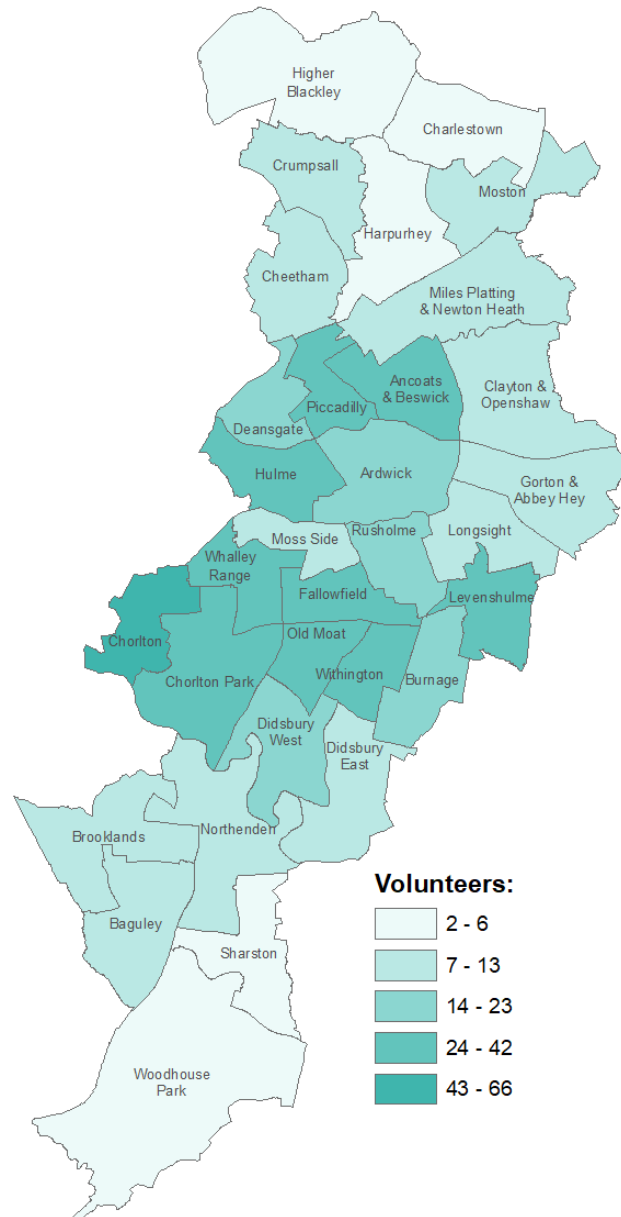 Higher
Blackley
Charlestown
Crumpsall
Moston
Harpurhey
Cheetham
Miles Platting
& Newton Heath
Ancoats
& Beswick
Clayton &
Openshaw
Piccadilly
Deansgate
Hulme
Ardwick
Gorton &
Abbey Hey
Moss Side
Rusholme
Longsight
Whalley
Range
Fallowfield
Levenshulme
Chorlton
Old Moat
Chorlton Park
Withington
Burnage
Didsbury
West
Didsbury
East
Brooklands
Northenden
Baguley
Sharston
Woodhouse
Park
Volunteers:
2 - 6
7 - 13
14 - 23
24 - 42
43 - 66